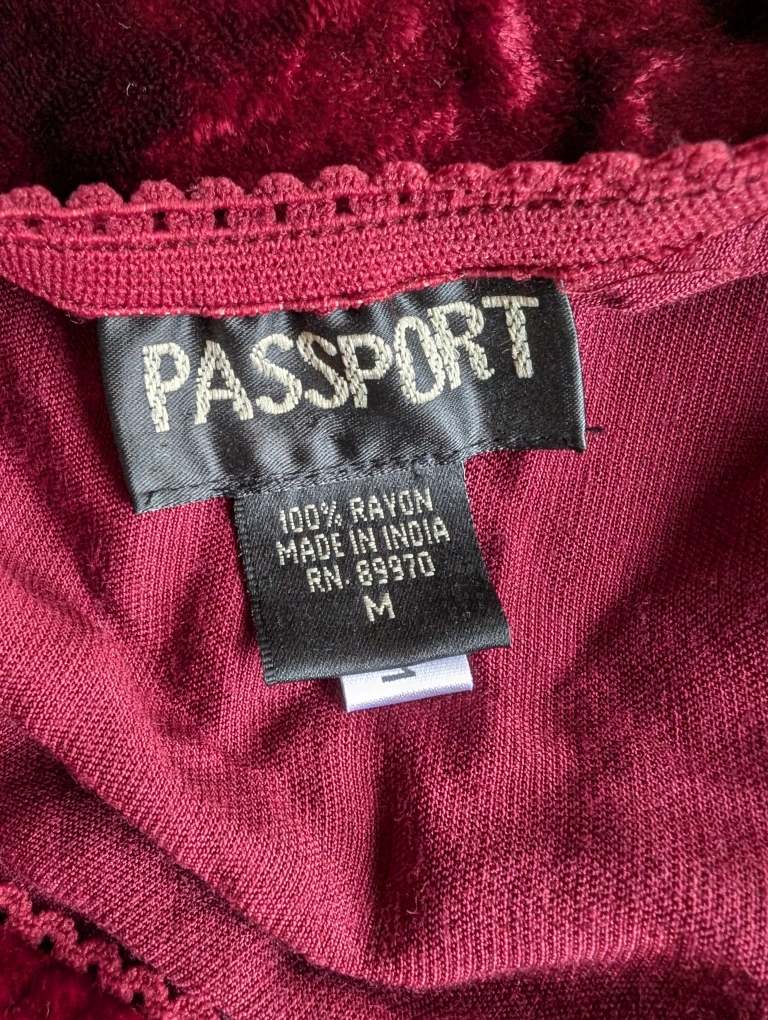 PASSPORT
100% RAYON
MADE IN INDIA
RN. 89970
M